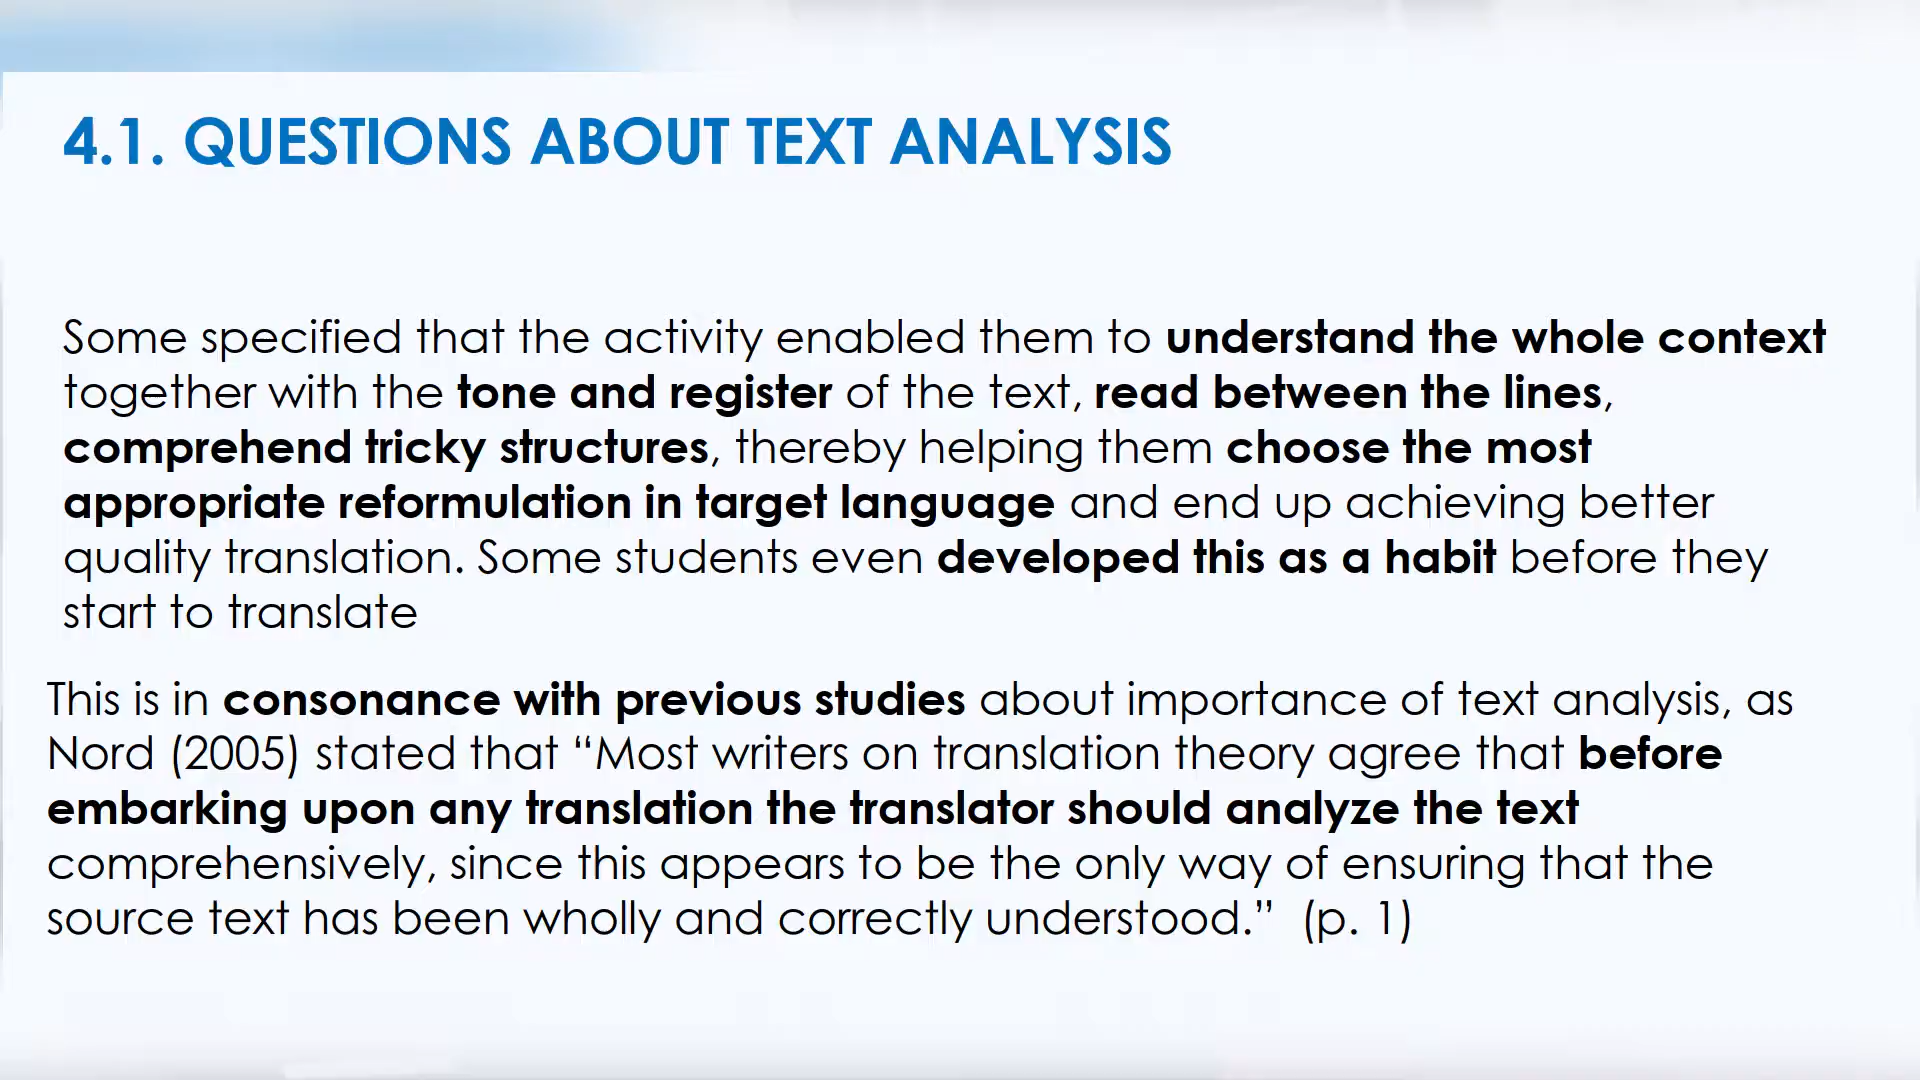 4.1. QUESTIONS ABOUT TEXT ANALYSIS
Some specified that the activity enabled them to understand the whole context
together with the tone and register of the text, read between the lines,
comprehend tricky structures, thereby helping them choose the most
appropriate reformulation in target language and end up achieving better
quality translation. Some students even developed this as a habit before they
start to translate
This is in consonance with previous studies about importance of text analysis, as
Nord (2005) stated that “Most writers on translation theory agree that before
embarking upon any translation the translator should analyze the text
comprehensively, since this appears to be the only way of ensuring that the
source text has been wholly and correctly understood.” (p. 1)